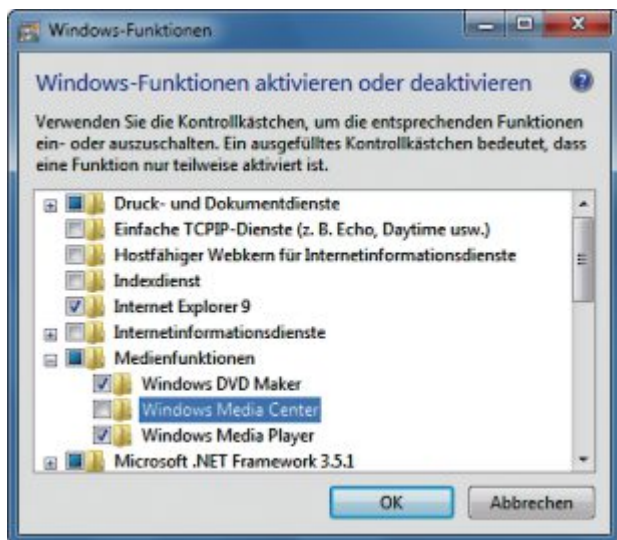 Windows-Funktionen
Windows-Funktionen aktivieren oder deaktivieren
Verwenden Sie die Kontrollkästchen, um die entsprechenden Funktionen
ein- oder auszuschalten. Ein ausgefülltes Kontrollkästchen bedeutet, dass
eine Funktion nur teilweise aktiviert ist.
Druck- und Dokumentdienste
Einfache TCPIP-Dienste (z. B. Echo, Daytime usw.)
Hostfähiger Webkern für Internetinformationsdienste
Indexdienst
Internet Explorer 9
Internetinformationsdienste
Medienfunktionen
Windows DVD Maker
Windows Media Center
Windows Media Player
Microsoft .NET Framework 3.5.1
OK Abbrechen